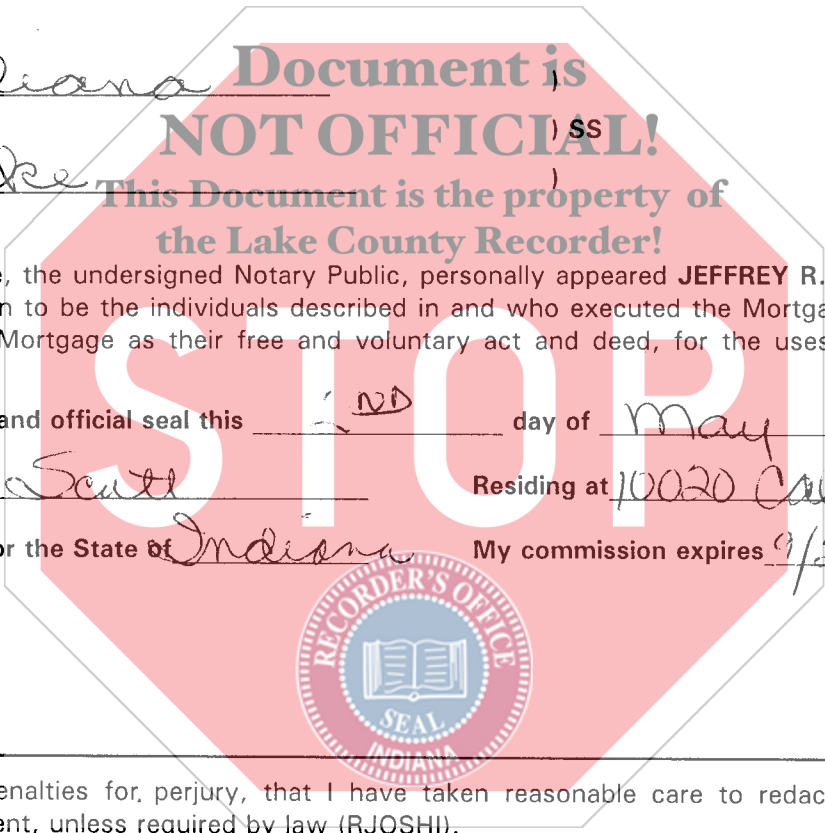 Document is
iana )
NOT OFFICIAL!
) SS
ke )
This Document is the property of
the Lake County Recorder!
, the undersigned Notary Public, personally appeared JEFFREY R.
n to be the individuals described in and who executed the Mortga
Mortgage as their free and voluntary act and deed, for the uses
and official seal this ND day of May
Scott Residing at 10020
or the State of Indiana My commission expires 9/
RECORDER'S OFFICE
SEAL
INDIANA
STOP
enalties for perjury, that I have taken reasonable care to redac
ent, unless required by law (RJOSHI).